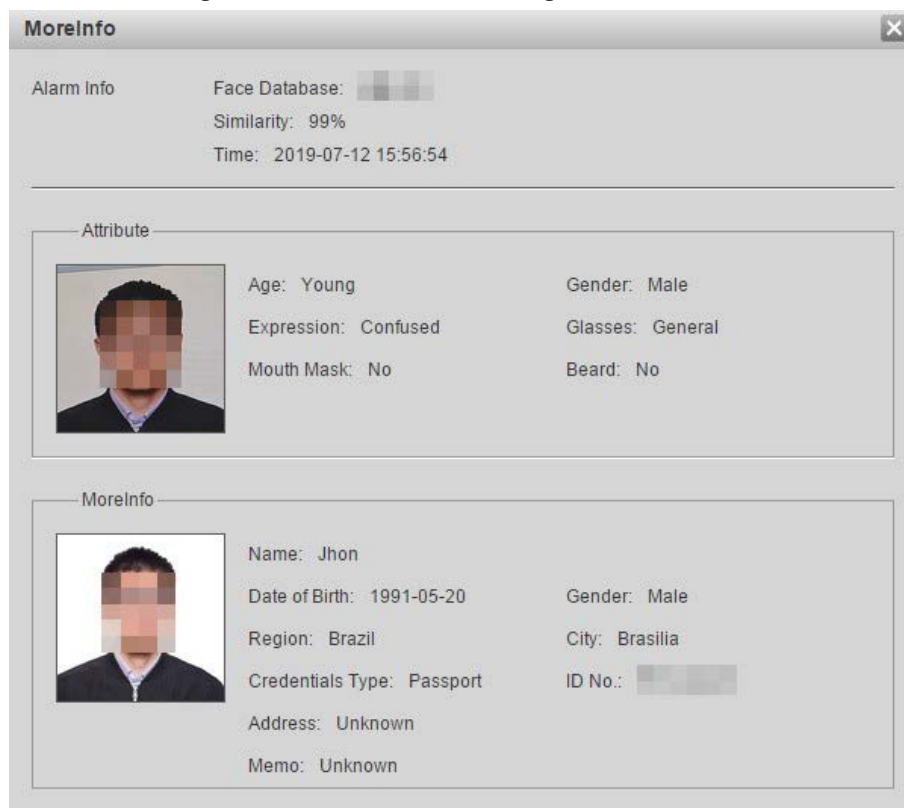 MoreInfo
Alarm Info
Face Database:
Similarity: 99%
Time: 2019-07-12 15:56:54
Attribute
Age: Young Gender: Male
Expression: Confused Glasses: General
Mouth Mask: No Beard: No
MoreInfo
Name: Jhon
Date of Birth: 1991-05-20 Gender: Male
Region: Brazil City: Brasilia
Credentials Type: Passport ID No.:
Address: Unknown
Memo: Unknown